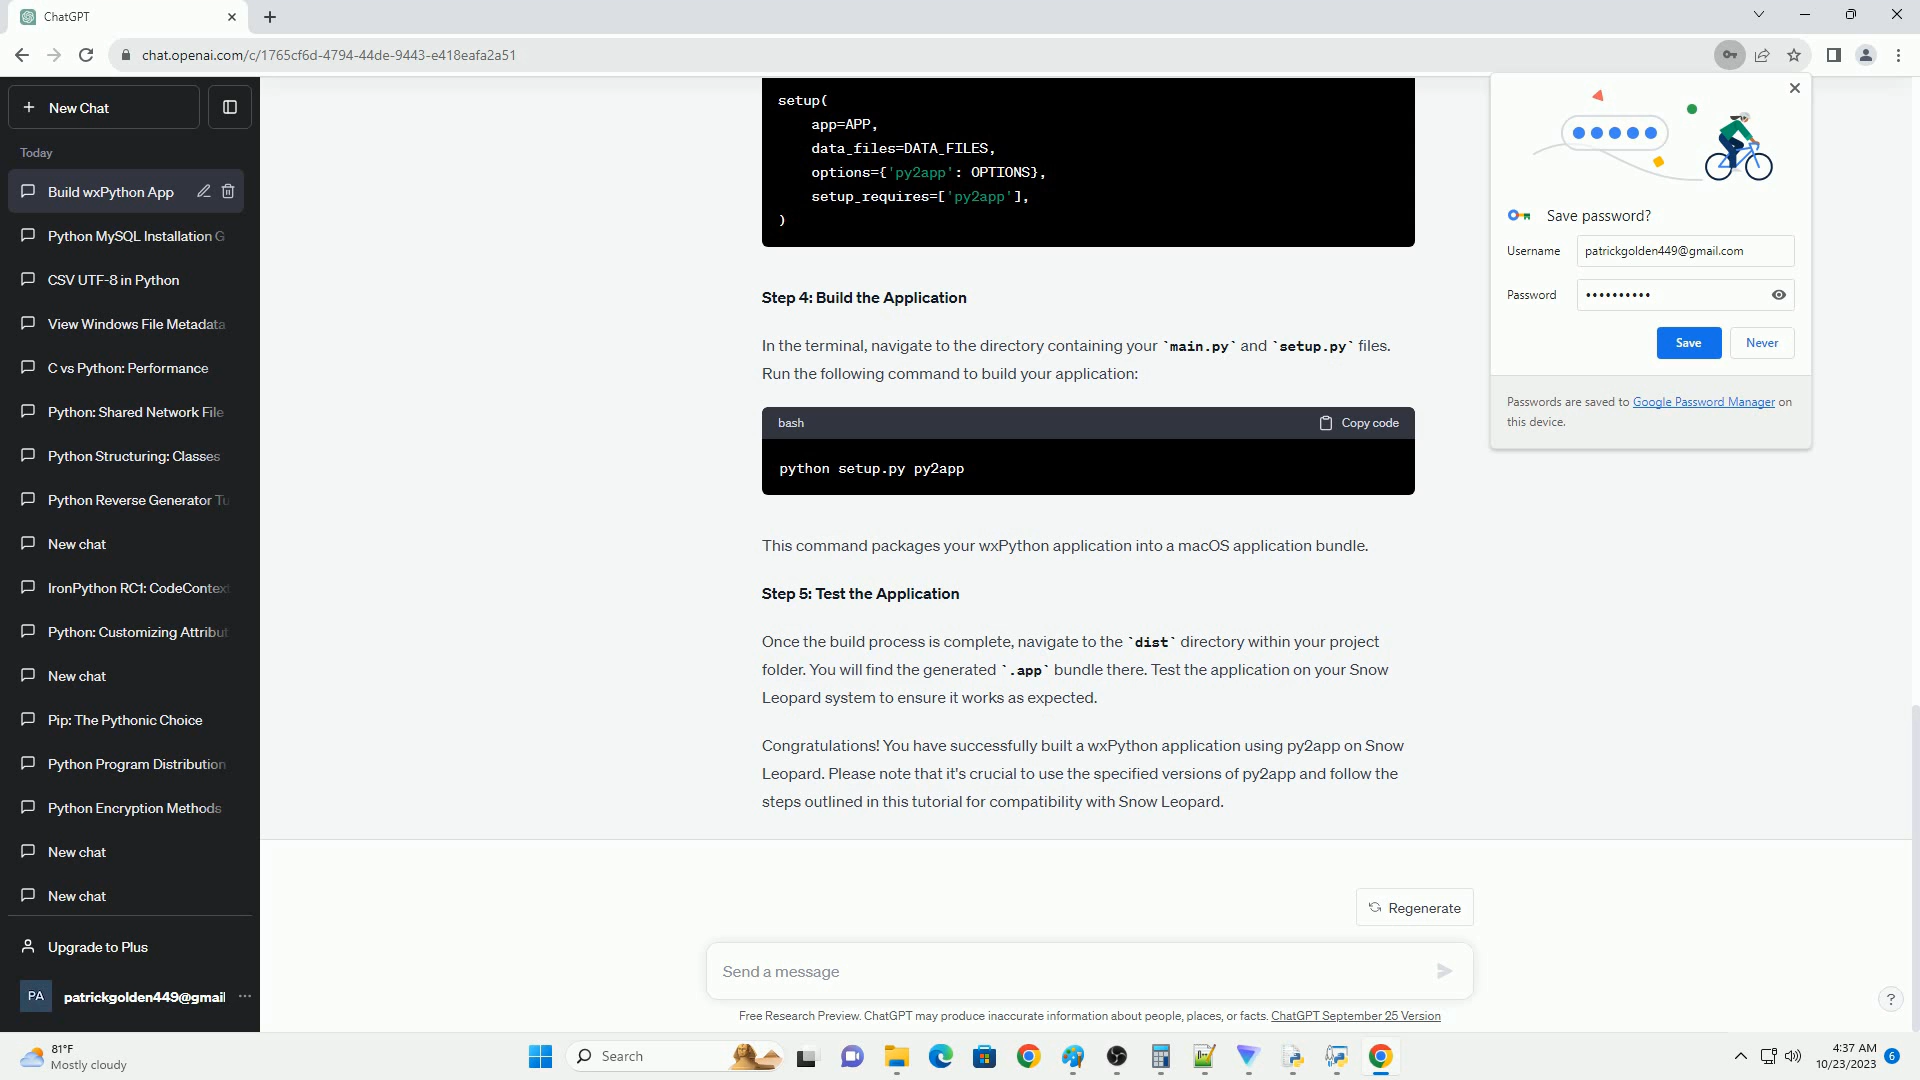 ChatGPT
chat.openai.com/c/1765cf6d-4794-44de-9443-e418eafa2a51
New Chat
Today
Build wxPython App
Python MySQL Installation G
CSV UTF-8 in Python
View Windows File Metadata
C vs Python: Performance
Python: Shared Network File
Python Structuring: Classes
Python Reverse Generator Tu
New chat
IronPython RC1: CodeContext
Python: Customizing Attribut
New chat
Pip: The Pythonic Choice
Python Program Distribution
Python Encryption Methods
New chat
New chat
Upgrade to Plus
PA patrickgolden449@gmail
setup(
    app=APP,
    data_files=DATA_FILES,
    options={'py2app': OPTIONS},
    setup_requires=['py2app'],
)
Step 4: Build the Application
In the terminal, navigate to the directory containing your `main.py` and `setup.py` files.
Run the following command to build your application:
bash
Copy code
python setup.py py2app
This command packages your wxPython application into a macOS application bundle.
Step 5: Test the Application
Once the build process is complete, navigate to the `dist` directory within your project
folder. You will find the generated `.app` bundle there. Test the application on your Snow
Leopard system to ensure it works as expected.
Congratulations! You have successfully built a wxPython application using py2app on Snow
Leopard. Please note that it's crucial to use the specified versions of py2app and follow the
steps outlined in this tutorial for compatibility with Snow Leopard.
Regenerate
Send a message
Free Research Preview. ChatGPT may produce inaccurate information about people, places, or facts. ChatGPT September 25 Version
?
Save password?
Username patrickgolden449@gmail.com
Password ••••••••••
Save Never
Passwords are saved to Google Password Manager on
this device.
81°F
Mostly cloudy
Search
4:37 AM
10/23/2023
6